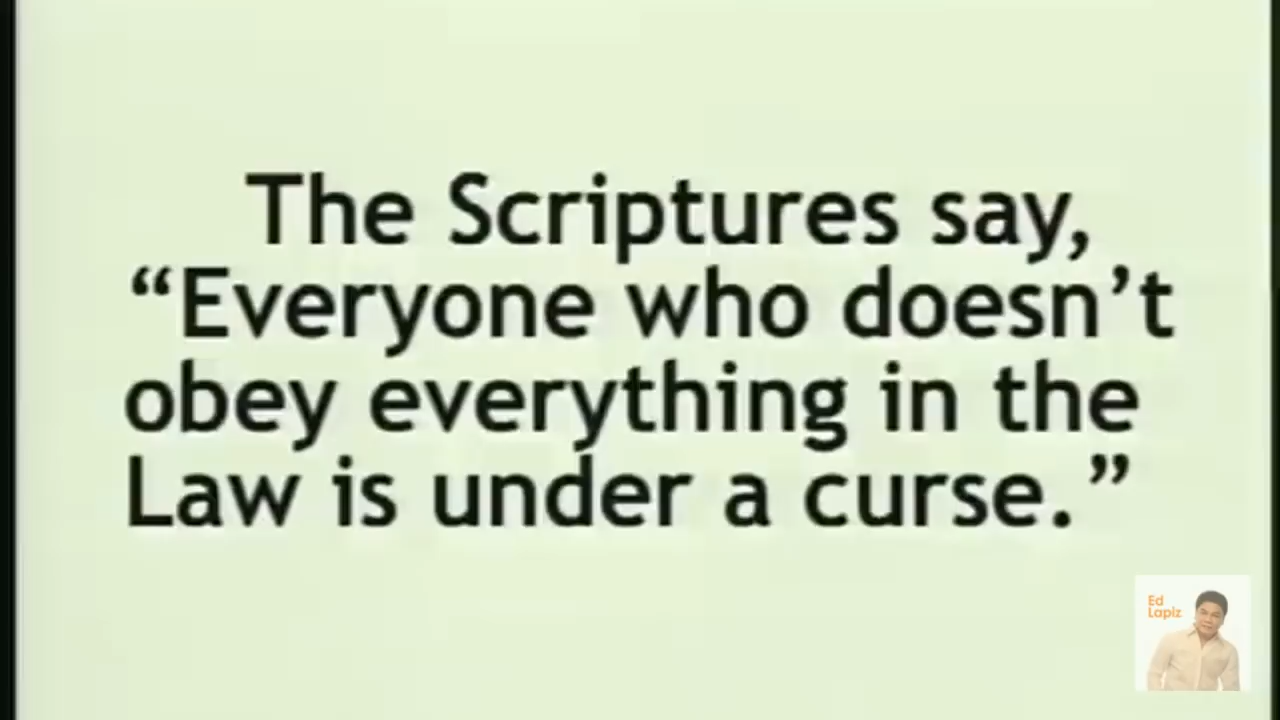 The Scriptures say,
“Everyone who doesn’t
obey everything in the
Law is under a curse.”
Ed
Lapiz